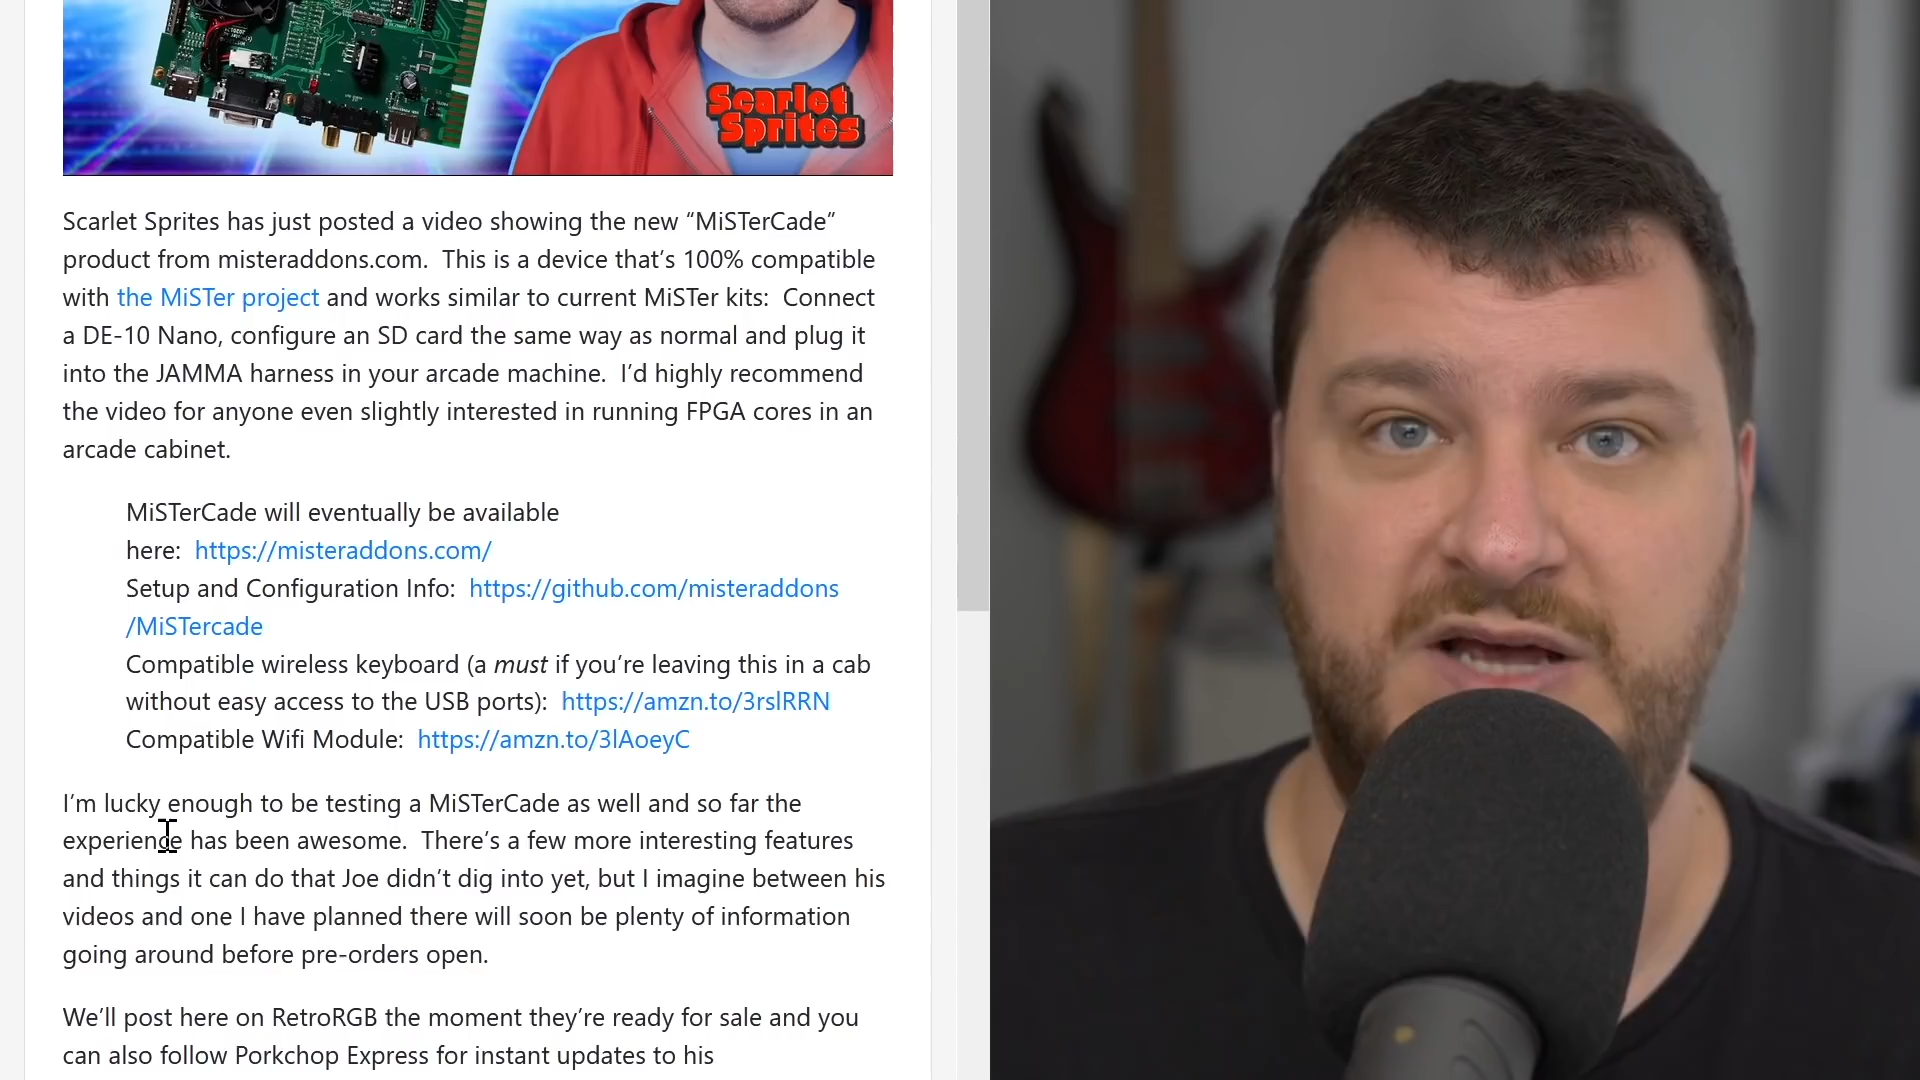 Scarlet
Sprites
Scarlet Sprites has just posted a video showing the new “MiSTerCade”
product from misteraddons.com.  This is a device that’s 100% compatible
with the MiSTer project and works similar to current MiSTer kits:  Connect
a DE-10 Nano, configure an SD card the same way as normal and plug it
into the JAMMA harness in your arcade machine.  I’d highly recommend
the video for anyone even slightly interested in running FPGA cores in an
arcade cabinet.
MiSTerCade will eventually be available
here:  https://misteraddons.com/
Setup and Configuration Info:  https://github.com/misteraddons
/MiSTercade
Compatible wireless keyboard (a must if you’re leaving this in a cab
without easy access to the USB ports):  https://amzn.to/3rslRRN
Compatible Wifi Module:  https://amzn.to/3lAoeyC
I’m lucky enough to be testing a MiSTerCade as well and so far the
experience has been awesome.  There’s a few more interesting features
and things it can do that Joe didn’t dig into yet, but I imagine between his
videos and one I have planned there will soon be plenty of information
going around before pre-orders open.
We’ll post here on RetroRGB the moment they’re ready for sale and you
can also follow Porkchop Express for instant updates to his